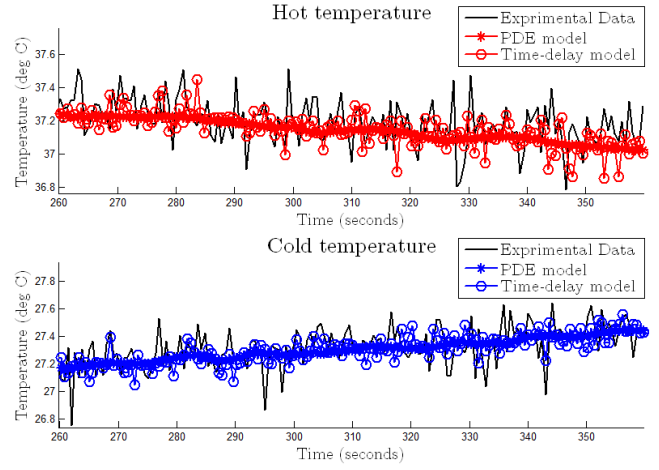 Hot temperature
Exprimental Data
PDE model
Time-delay model
Temperature (deg C)
37.6
37.4
37.2
37
36.8
260 270 280 290 300 310 320 330 340 350
Time (seconds)
Cold temperature
Exprimental Data
PDE model
Time-delay model
Temperature (deg C)
27.8
27.6
27.4
27.2
27
26.8
260 270 280 290 300 310 320 330 340 350
Time (seconds)